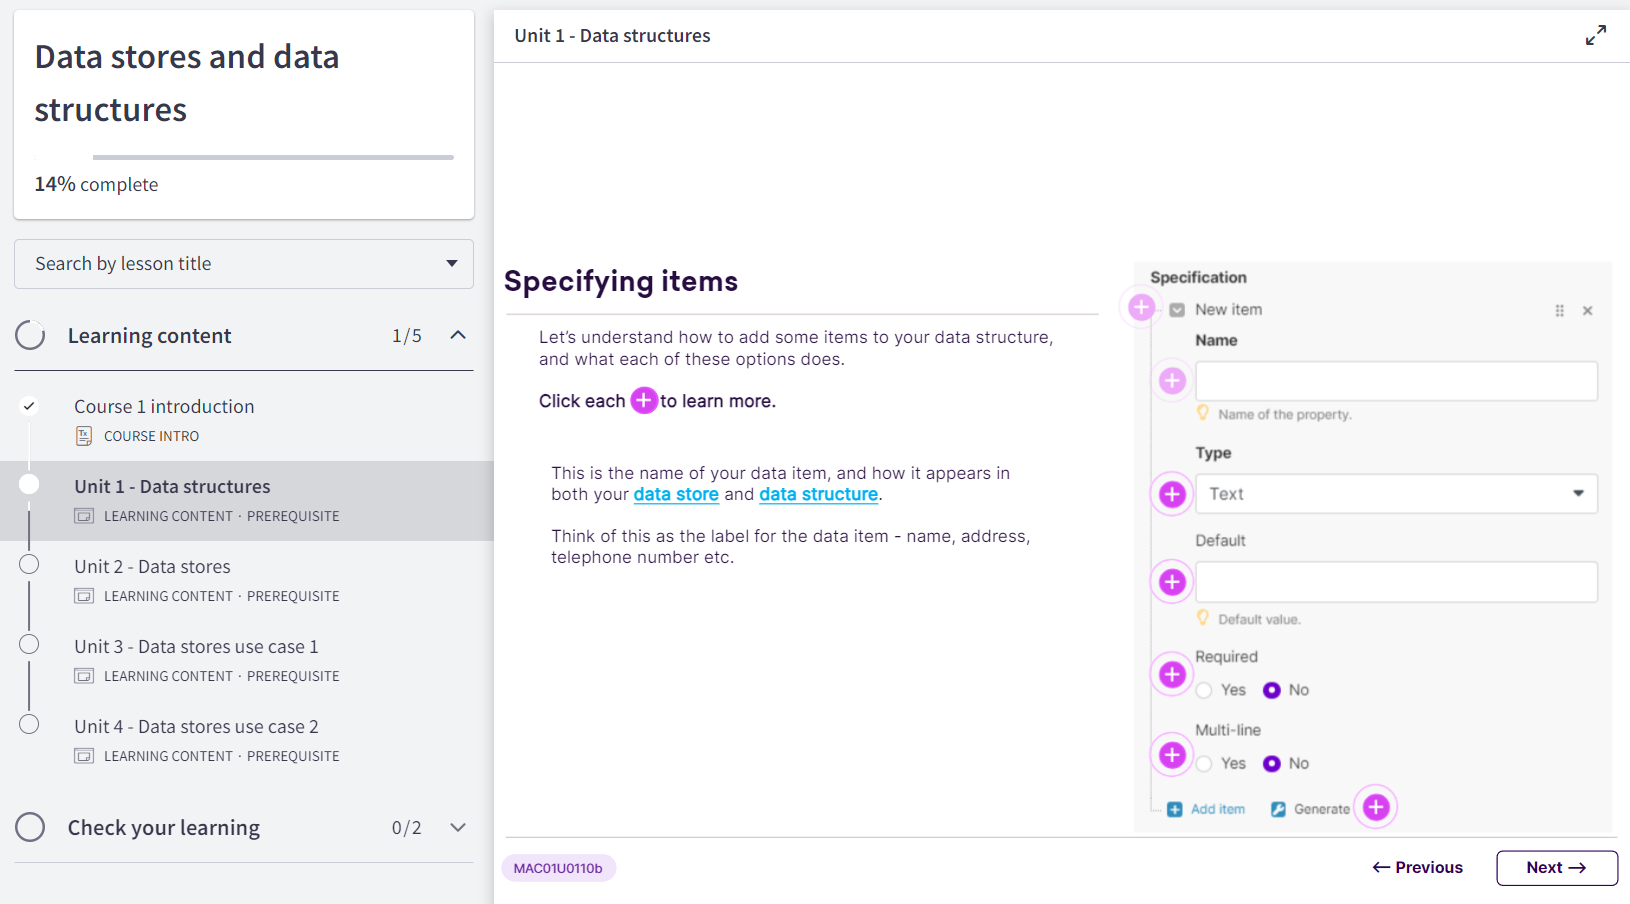 Data stores and data
structures
14% complete
Search by lesson title
Learning content 1/5
Course 1 introduction
COURSE INTRO
Unit 1 - Data structures
LEARNING CONTENT · PREREQUISITE
Unit 2 - Data stores
LEARNING CONTENT · PREREQUISITE
Unit 3 - Data stores use case 1
LEARNING CONTENT · PREREQUISITE
Unit 4 - Data stores use case 2
LEARNING CONTENT · PREREQUISITE
Check your learning 0/2
Unit 1 - Data structures
Specifying items
Let’s understand how to add some items to your data structure,
and what each of these options does.
Click each + to learn more.
This is the name of your data item, and how it appears in
both your data store and data structure.
Think of this as the label for the data item - name, address,
telephone number etc.
Specification
New item
Name
Name of the property.
Type
Text
Default
Default value.
Required
Yes No
Multi-line
Yes No
Add item Generate
MAC01U0110b
← Previous
Next →